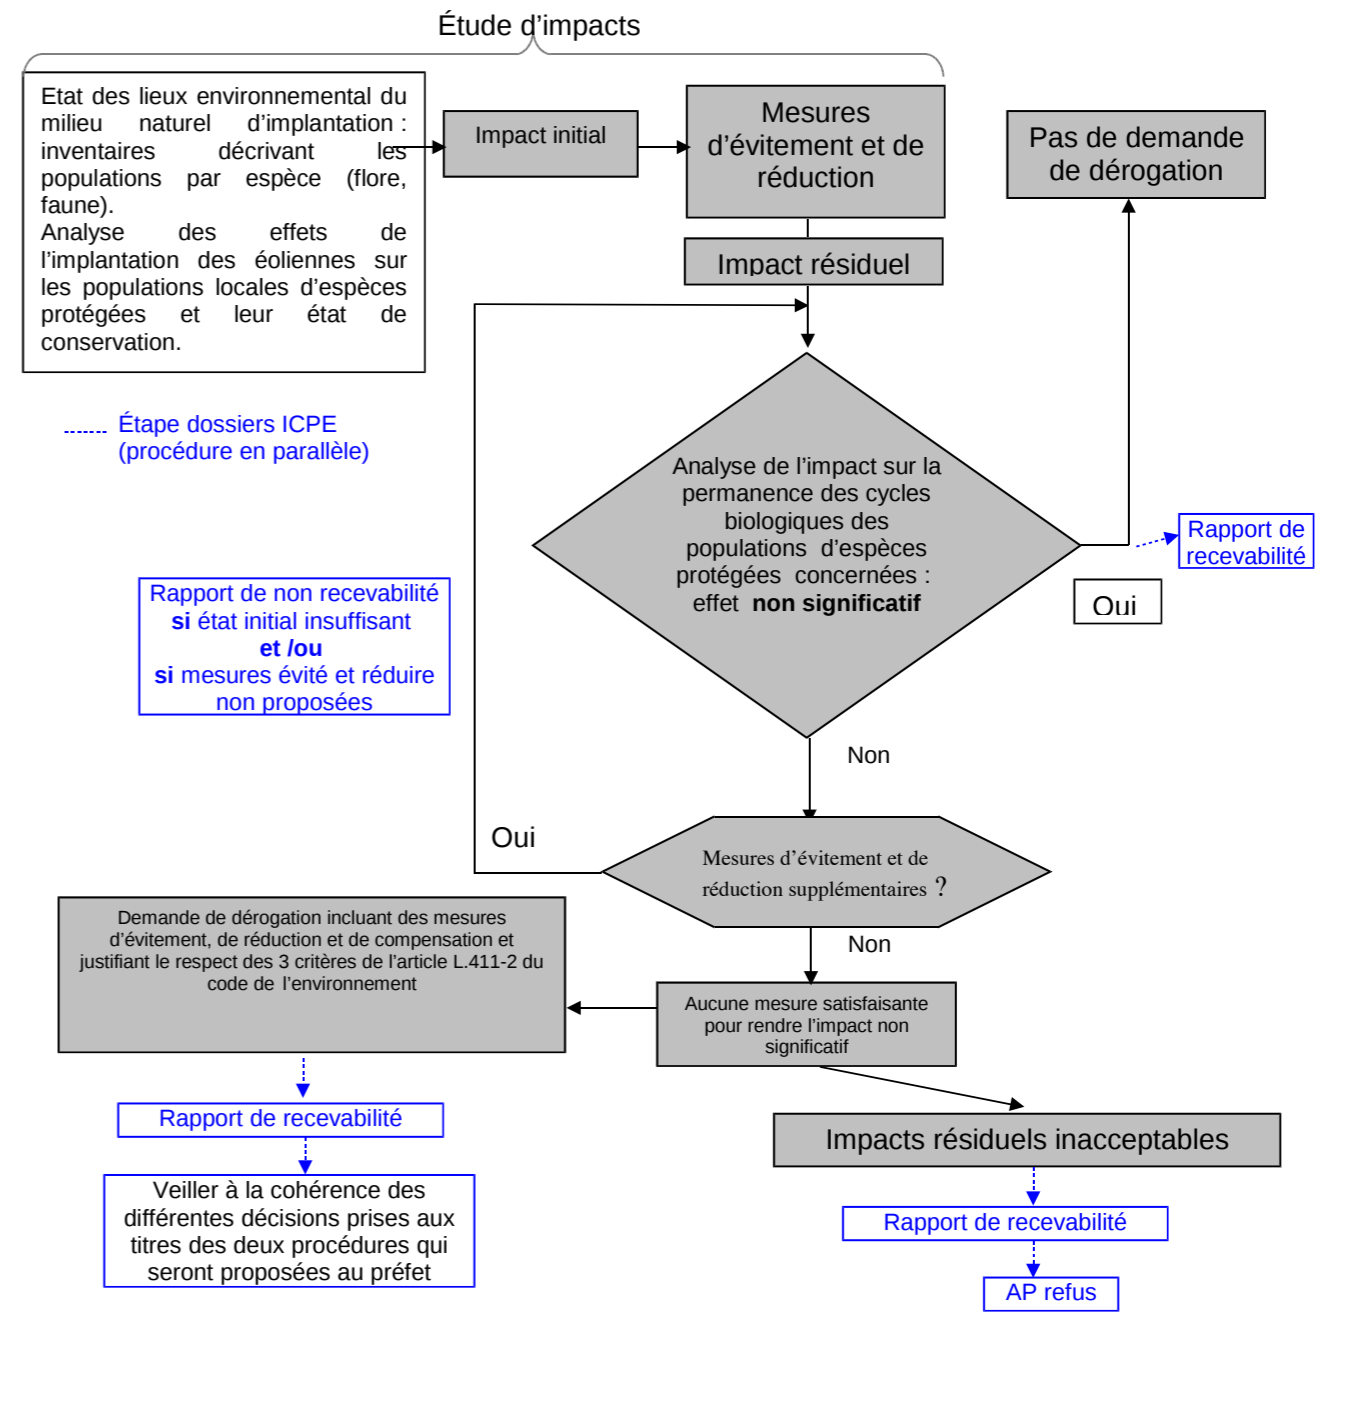 Étude d’impacts
Etat des lieux environnemental du
milieu naturel d’implantation :
inventaires décrivant les
populations par espèce (flore,
faune).
Analyse des effets de
l’implantation des éoliennes sur
les populations locales d’espèces
protégées et leur état de
conservation.
Impact initial
Mesures
d’évitement et de
réduction
Pas de demande
de dérogation
Impact résiduel
Étape dossiers ICPE
(procédure en parallèle)
Analyse de l’impact sur la
permanence des cycles
biologiques des
populations d’espèces
protégées concernées :
effet non significatif
Rapport de
recevabilité
Oui
Rapport de non recevabilité
si état initial insuffisant
et /ou
si mesures évité et réduire
non proposées
Non
Oui
Mesures d’évitement et de
réduction supplémentaires ?
Non
Demande de dérogation incluant des mesures
d’évitement, de réduction et de compensation et
justifiant le respect des 3 critères de l’article L.411-2 du
code de l’environnement
Aucune mesure satisfaisante
pour rendre l’impact non
significatif
Rapport de recevabilité
Impacts résiduels inacceptables
Veiller à la cohérence des
différentes décisions prises aux
titres des deux procédures qui
seront proposées au préfet
Rapport de recevabilité
AP refus